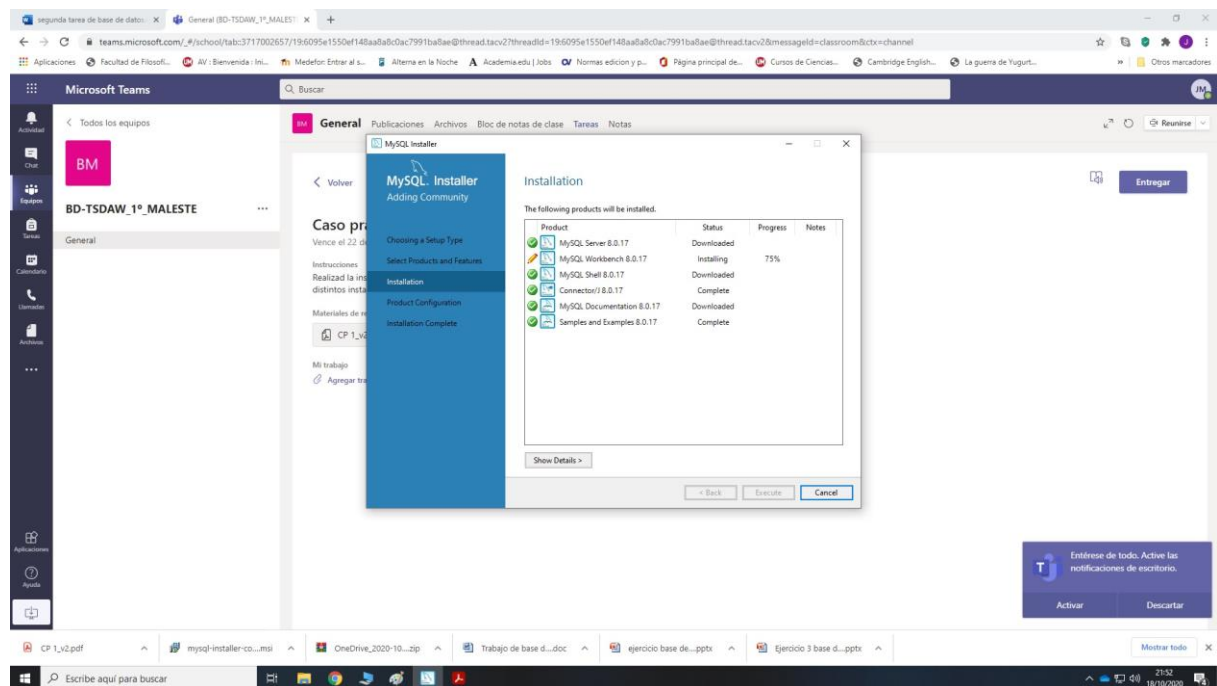 segunda tarea de base de datos
General (BD-TSDAW_1º_MALEST
teams.microsoft.com/_#/school/tab::3717002657/19:6095e1550ef148aa8a8c0ac7991ba8ae@thread.tacv2?threadId=19:6095e1550ef148aa8a8c0ac7991ba8ae@thread.tacv2&messageId=classroom&ctx=channel
Aplicaciones Facultad de Filosofí... AV : Bienvenida : Ini... Medefor: Entrar al s... Alterna en la Noche Academia.edu | Jobs Normas edicion y p... Página principal de... Cursos de Ciencias... Cambridge English... La guerra de Yugurt... » Otros marcadores
Microsoft Teams
Buscar
JM
Actividad
Chat
Equipos
Tareas
Calendario
Llamadas
Archivos
Aplicaciones
Ayuda
< Todos los equipos
BM
BD-TSDAW_1º_MALESTE ...
General
BM General Publicaciones Archivos Bloc de notas de clase Tareas Notas
Reunirse
< Volver
Entregar
Caso prá
Vence el 22 de
Instrucciones
Realizad la ins
distintos insta
Materiales de re
CP 1_v2
Mi trabajo
Agregar tra
MySQL Installer
MySQL. Installer
Adding Community
Choosing a Setup Type
Select Products and Features
Installation
Product Configuration
Installation Complete
Installation
The following products will be installed.
Product Status Progress Notes
MySQL Server 8.0.17 Downloaded
MySQL Workbench 8.0.17 Installing 75%
MySQL Shell 8.0.17 Downloaded
Connector/J 8.0.17 Complete
MySQL Documentation 8.0.17 Downloaded
Samples and Examples 8.0.17 Complete
Show Details >
< Back Execute Cancel
Entérese de todo. Active las
notificaciones de escritorio.
Activar Descartar
CP 1_v2.pdf mysql-installer-co....msi OneDrive_2020-10....zip Trabajo de base d....doc ejercicio base de....pptx Ejercicio 3 base d....pptx Mostrar todo
Escribe aquí para buscar
21:52
18/10/2020